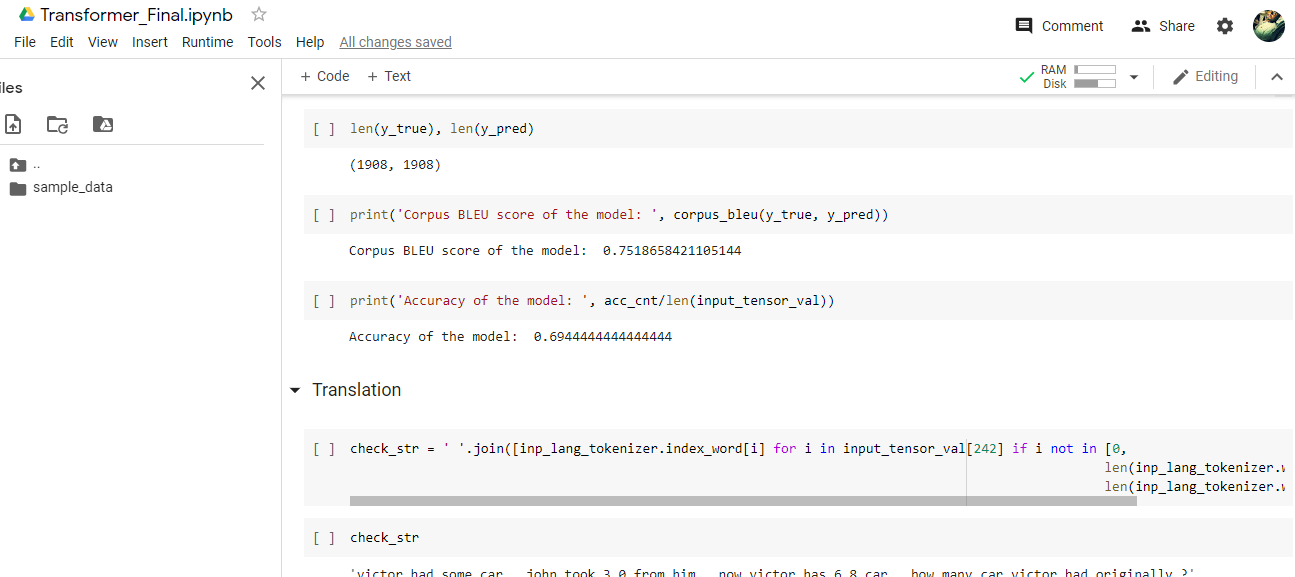 Transformer_Final.ipynb
Comment
Share
File Edit View Insert Runtime Tools Help All changes saved
iles
+ Code + Text
RAM
Disk
Editing
..
sample_data
[ ] len(y_true), len(y_pred)
(1908, 1908)
[ ] print('Corpus BLEU score of the model: ', corpus_bleu(y_true, y_pred))
Corpus BLEU score of the model:  0.7518658421105144
[ ] print('Accuracy of the model: ', acc_cnt/len(input_tensor_val))
Accuracy of the model:  0.6944444444444444
Translation
[ ] check_str = ' '.join([inp_lang_tokenizer.index_word[i] for i in input_tensor_val[242] if i not in [0,
len(inp_lang_tokenizer.w
len(inp_lang_tokenizer.w
[ ] check_str
'victor had some car . john took 3.0 from him . now victor has 6.8 car . how many car victor had originally ?'